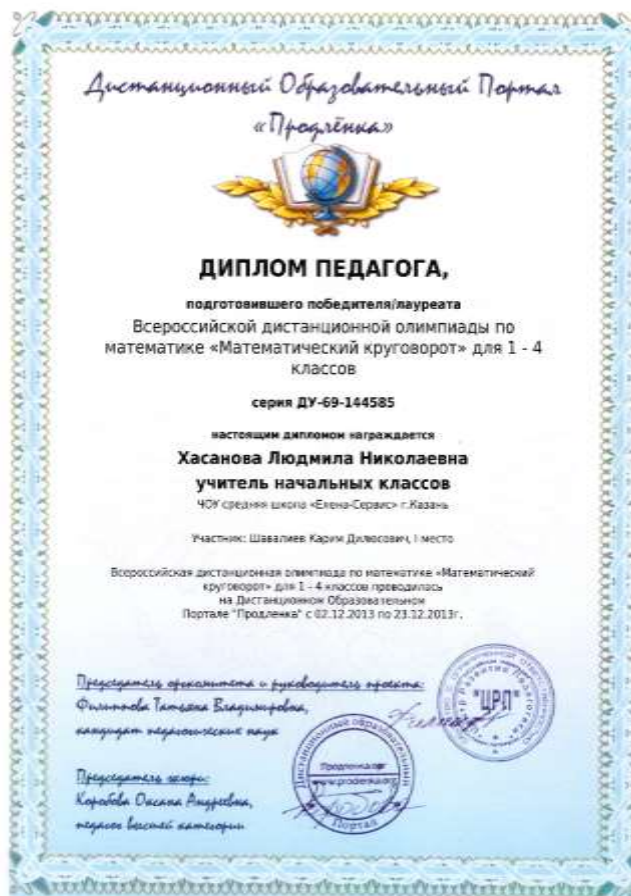 Дистанционный Образовательный Портал
«Продлёнка»
ДИПЛОМ ПЕДАГОГА,
подготовившего победителя/лауреата
Всероссийской дистанционной олимпиады по
математике «Математический круговорот» для 1 - 4
классов
серия ДУ-69-144585
настоящим дипломом награждается
Хасанова Людмила Николаевна
учитель начальных классов
ЧОУ средняя школа «Елена-Сервис» г.Казань
Участник: Шавалиев Карим Дилюсович, I место
Всероссийская дистанционная олимпиада по математике «Математический
круговорот» для 1 - 4 классов проводилась
на Дистанционном Образовательном
Портале "Продленка" с 02.12.2013 по 23.12.2013г.
Председатель оргкомитета и руководитель проекта:
Филиппова Татьяна Владимировна,
кандидат педагогических наук
"ЦРП"
Председатель жюри:
Коробова Оксана Андреевна,
педагог высшей категории
Дистанционный образовательный
Портал